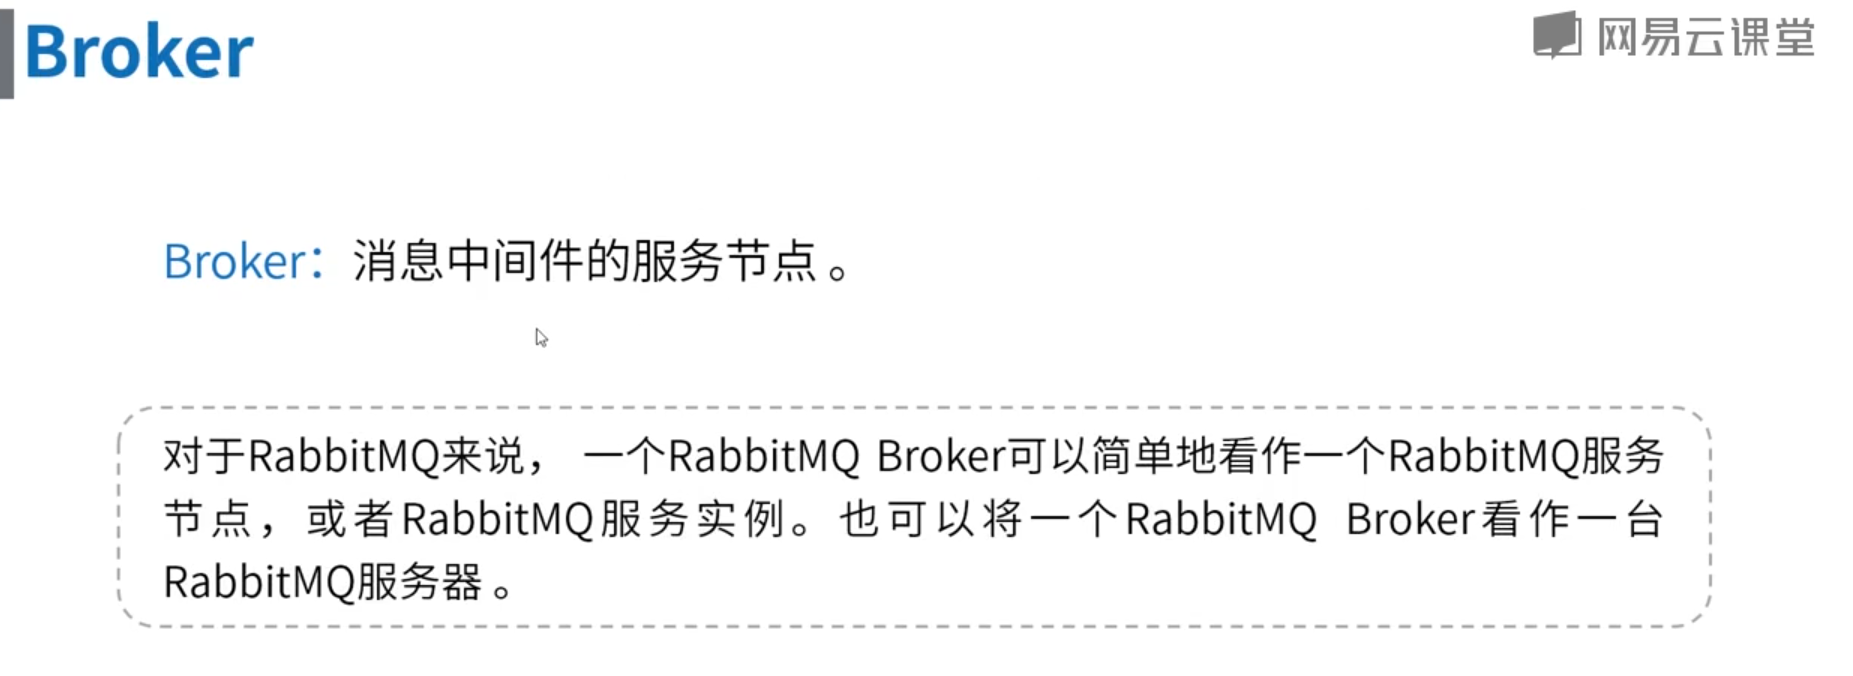 Broker
网易云课堂
Broker：消息中间件的服务节点 。
对于RabbitMQ来说， 一个RabbitMQ Broker可以简单地看作一个RabbitMQ服务
节点，或者RabbitMQ服务实例。也可以将一个RabbitMQ Broker看作一台
RabbitMQ服务器 。